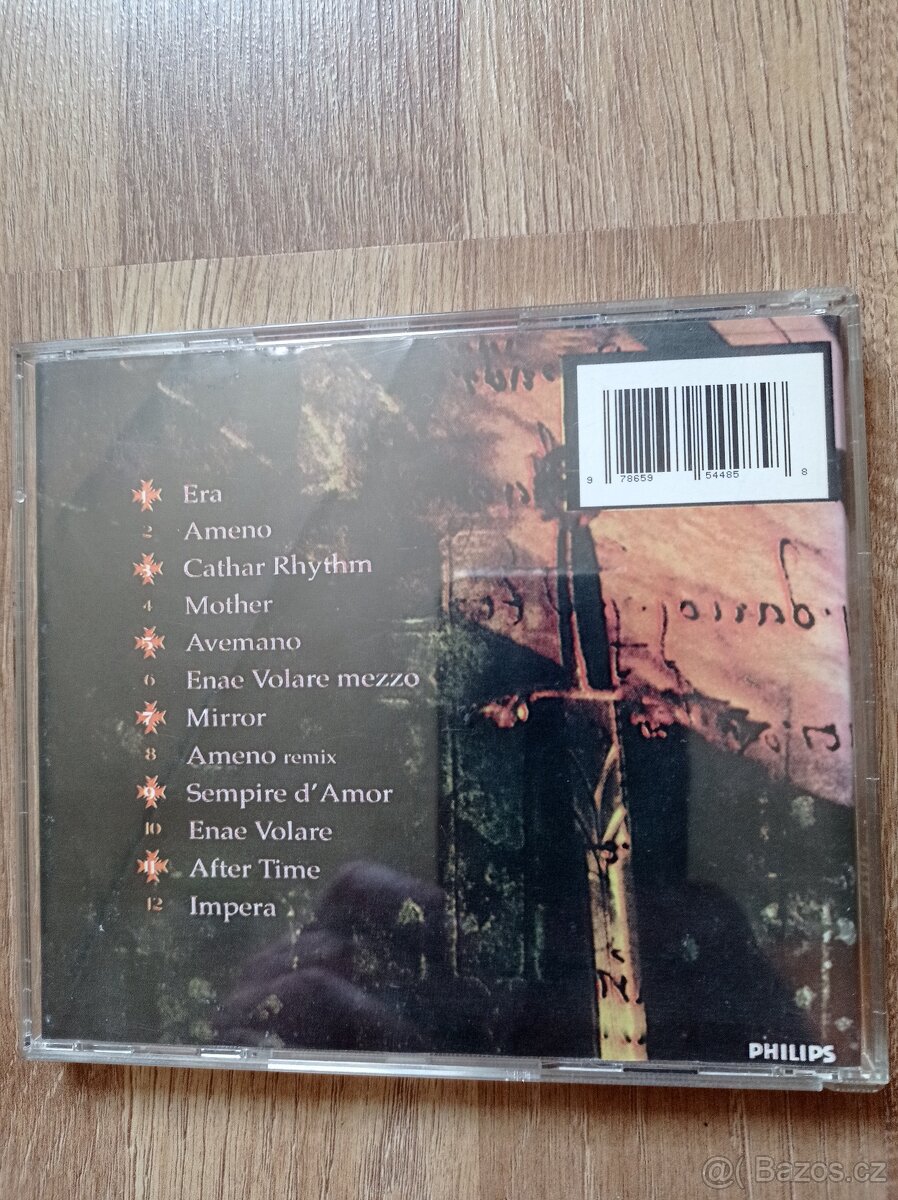 9 78659 54485 8
1 Era
2 Ameno
3 Cathar Rhythm
4 Mother
5 Avemano
6 Enae Volare mezzo
7 Mirror
8 Ameno remix
9 Sempire d'Amor
10 Enae Volare
11 After Time
12 Impera
PHILIPS
@ Bazos.cz